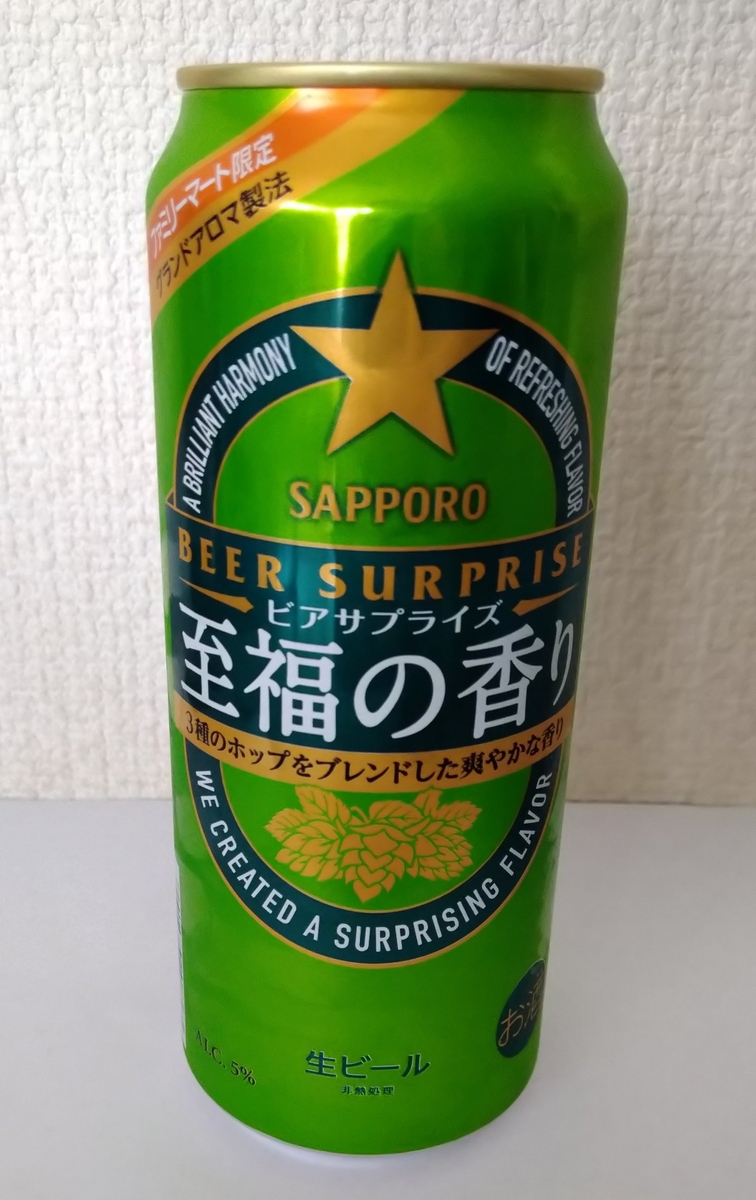 ファミリーマート限定
グランドアロマ製法
A BRILLIANT HARMONY
OF REFRESHING FLAVOR
SAPPORO
BEER SURPRISE
ビアサプライズ
至福の香り
3種のホップをブレンドした爽やかな香り
WE CREATED A SURPRISING FLAVOR
お酒
ALC. 5%
生ビール
非熱処理